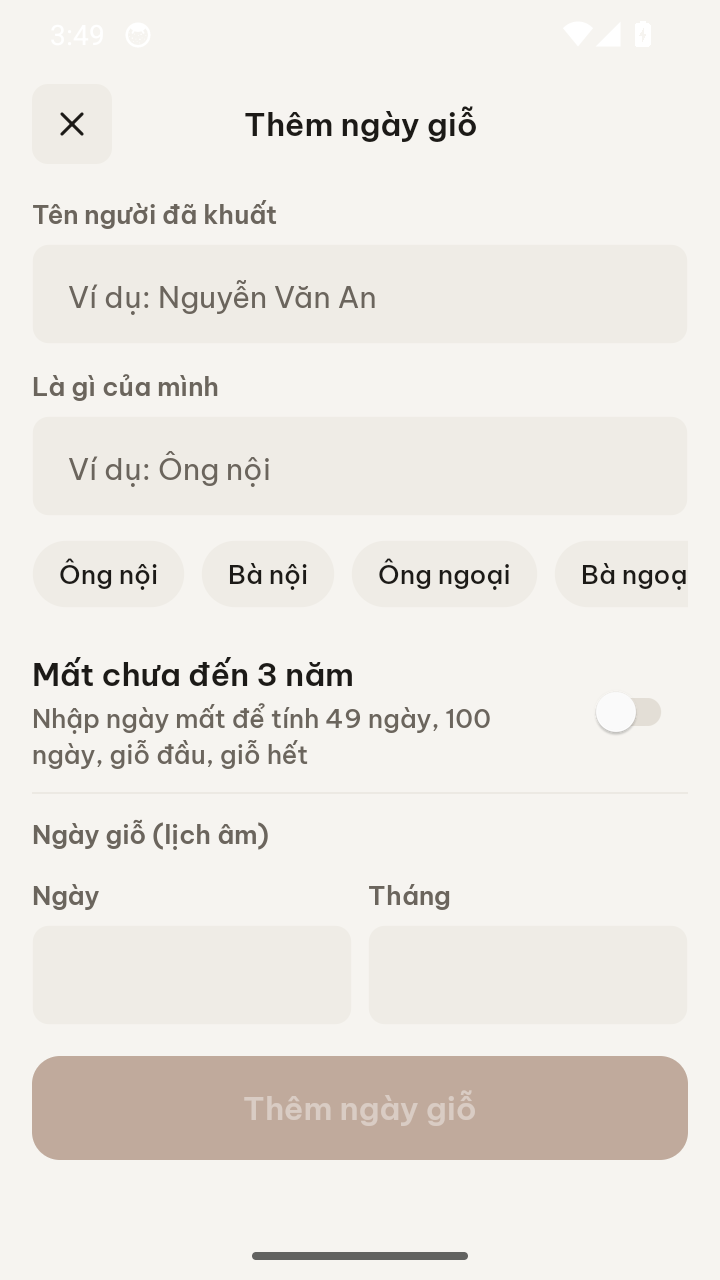 3:49
Thêm ngày giỗ
Tên người đã khuất
Ví dụ: Nguyễn Văn An
Là gì của mình
Ví dụ: Ông nội
Ông nội Bà nội Ông ngoại Bà ngoạ
Mất chưa đến 3 năm
Nhập ngày mất để tính 49 ngày, 100
ngày, giỗ đầu, giỗ hết
Ngày giỗ (lịch âm)
Ngày Tháng
Thêm ngày giỗ